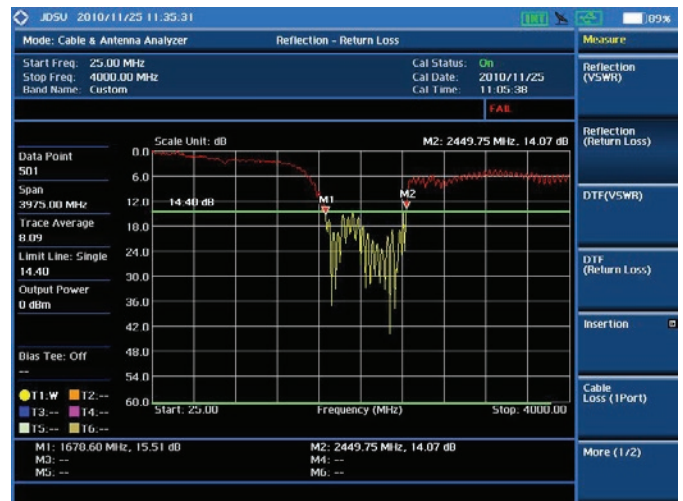 JDSU 2010/11/25 11:35:31 INT 89%
Mode: Cable & Antenna Analyzer Reflection - Return Loss Measure
Start Freq: 25.00 MHz Cal Status: On
Stop Freq: 4000.00 MHz Cal Date: 2010/11/25
Band Name: Custom Cal Time: 11:05:38
FAIL
Reflection
(VSWR)
Reflection
(Return Loss)
DTF(VSWR)
DTF
(Return Loss)
Insertion
Cable
Loss (1Port)
More (1/2)
Scale Unit: dB M2: 2449.75 MHz, 14.07 dB
Data Point
501
Span
3975.00 MHz
Trace Average
8.09
Limit Line: Single
14.40
Output Power
0 dBm
Bias Tee: Off
--
T1:W T2:--
T3:-- T4:--
T5:-- T6:--
0.0
6.0
12.0
18.0
24.0
30.0
36.0
42.0
48.0
54.0
60.0
14:40 dB
M1
M2
Start: 25.00 Frequency (MHz) Stop: 4000.00
M1: 1678.60 MHz, 15.51 dB M2: 2449.75 MHz, 14.07 dB
M3: -- M4: --
M5: -- M6: --